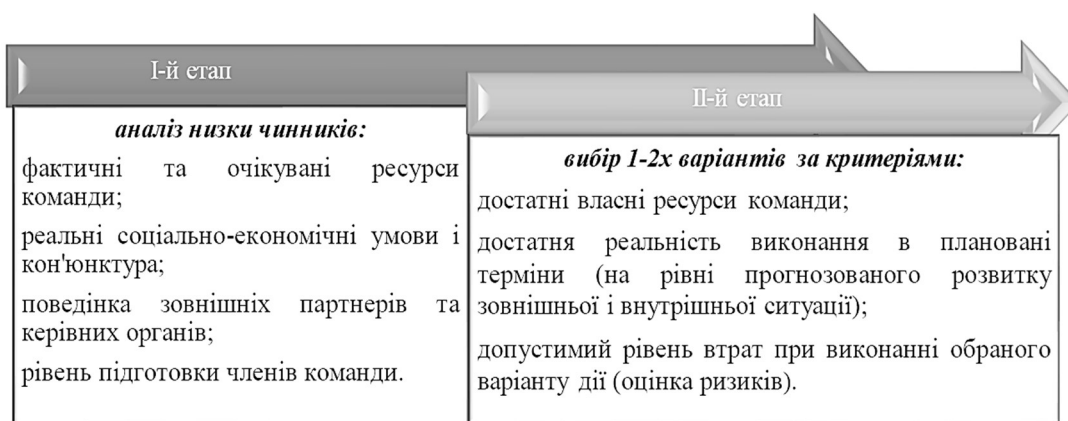 І-й етап
аналіз низки чинників:
фактичні та очікувані ресурси
команди;
реальні соціально-економічні умови і
кон'юнктура;
поведінка зовнішніх партнерів та
керівних органів;
рівень підготовки членів команди.
ІІ-й етап
вибір 1-2х варіантів за критеріями:
достатні власні ресурси команди;
достатня реальність виконання в плановані
терміни (на рівні прогнозованого розвитку
зовнішньої і внутрішньої ситуації);
допустимий рівень втрат при виконанні обраного
варіанту дії (оцінка ризиків).